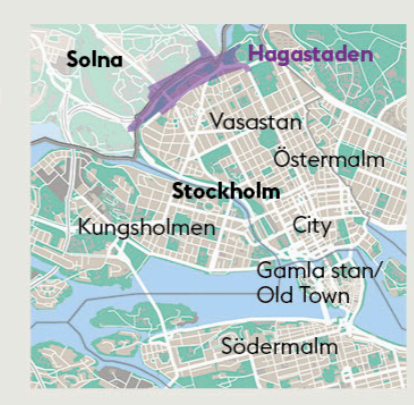 Solna
Hagastaden
Vasastan
Östermalm
Stockholm
Kungsholmen
City
Gamla stan/
Old Town
Södermalm